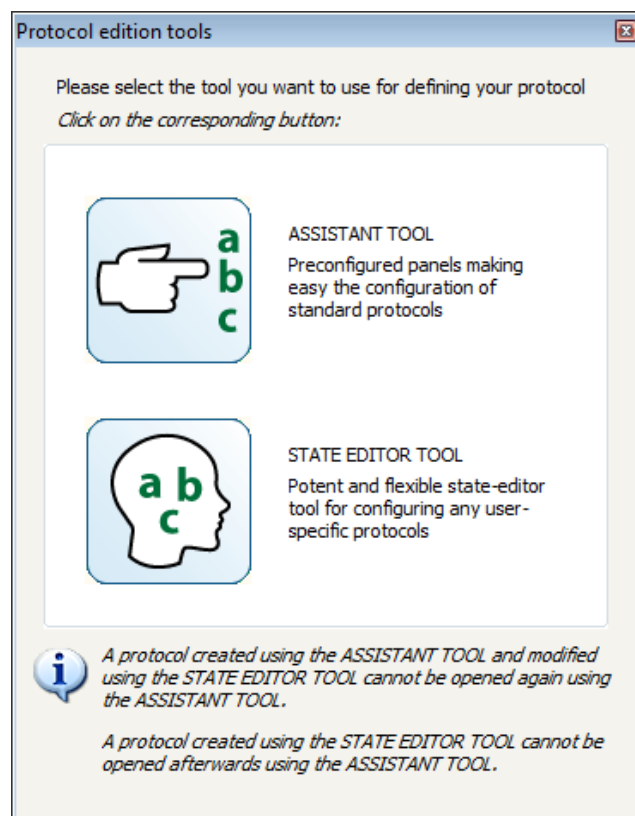 Protocol edition tools
Please select the tool you want to use for defining your protocol
Click on the corresponding button:
a
b
c
ASSISTANT TOOL
Preconfigured panels making
easy the configuration of
standard protocols
a b
c
STATE EDITOR TOOL
Potent and flexible state-editor
tool for configuring any user-
specific protocols
A protocol created using the ASSISTANT TOOL and modified
using the STATE EDITOR TOOL cannot be opened again using
the ASSISTANT TOOL.
A protocol created using the STATE EDITOR TOOL cannot be
opened afterwards using the ASSISTANT TOOL.